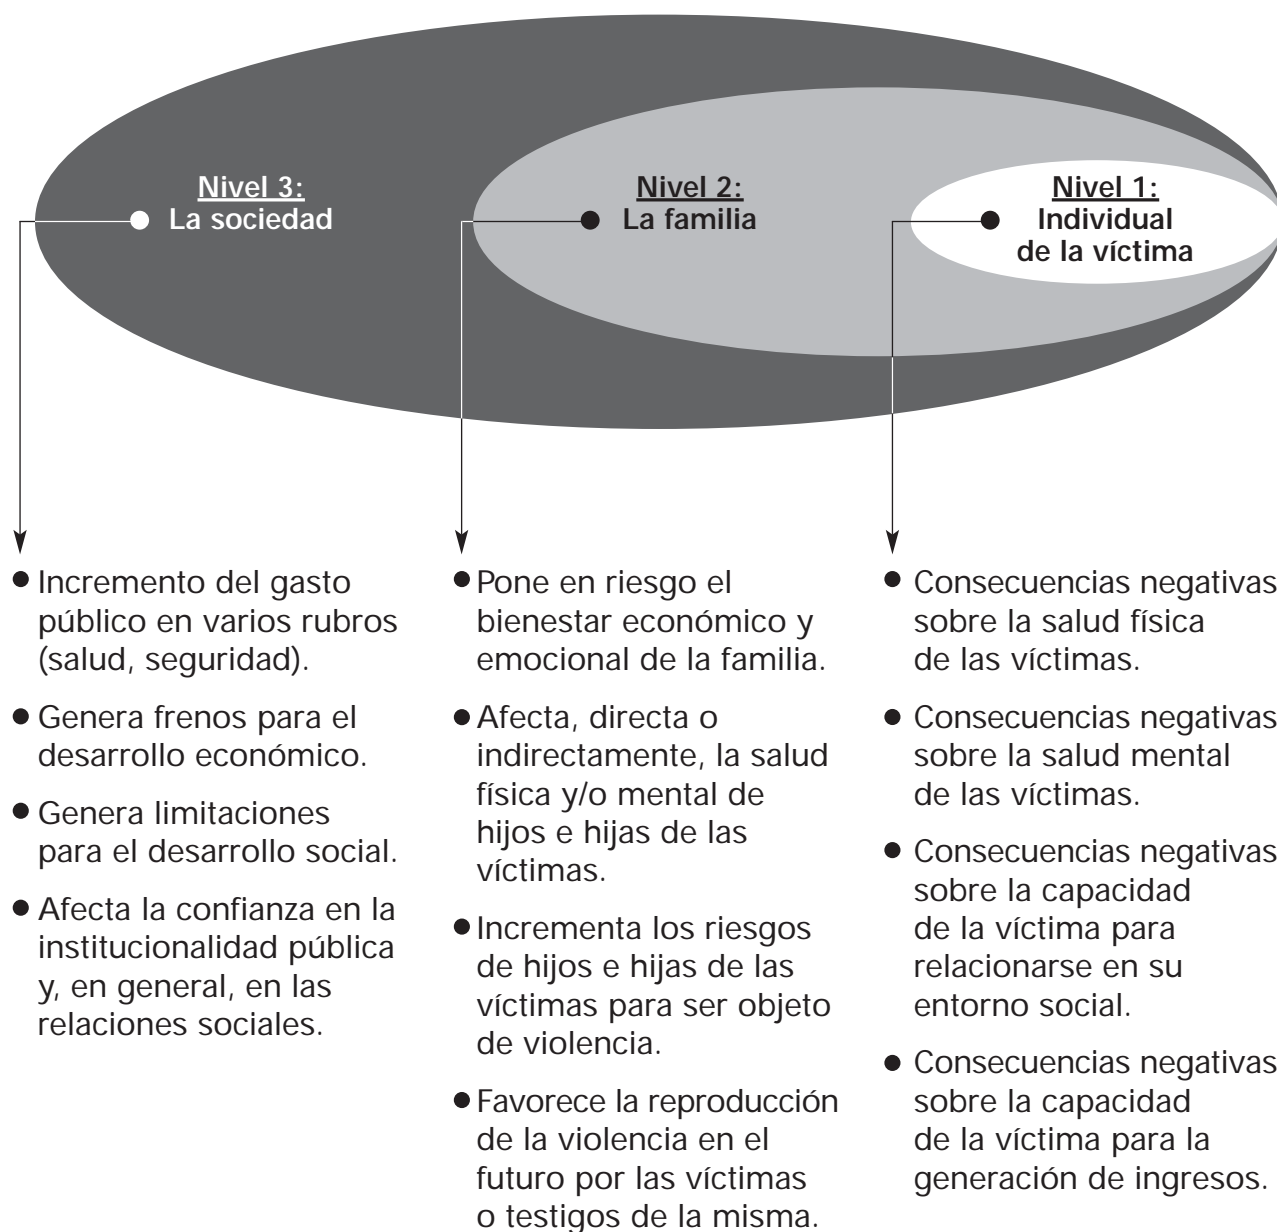 Nivel 3:
La sociedad
Nivel 2:
La familia
Nivel 1:
Individual
de la víctima
● Incremento del gasto
público en varios rubros
(salud, seguridad).
● Genera frenos para el
desarrollo económico.
● Genera limitaciones
para el desarrollo social.
● Afecta la confianza en la
institucionalidad pública
y, en general, en las
relaciones sociales.
● Pone en riesgo el
bienestar económico y
emocional de la familia.
● Afecta, directa o
indirectamente, la salud
física y/o mental de
hijos e hijas de las
víctimas.
● Incrementa los riesgos
de hijos e hijas de las
víctimas para ser objeto
de violencia.
● Favorece la reproducción
de la violencia en el
futuro por las víctimas
o testigos de la misma.
● Consecuencias negativas
sobre la salud física
de las víctimas.
● Consecuencias negativas
sobre la salud mental
de las víctimas.
● Consecuencias negativas
sobre la capacidad
de la víctima para
relacionarse en su
entorno social.
● Consecuencias negativas
sobre la capacidad
de la víctima para la
generación de ingresos.